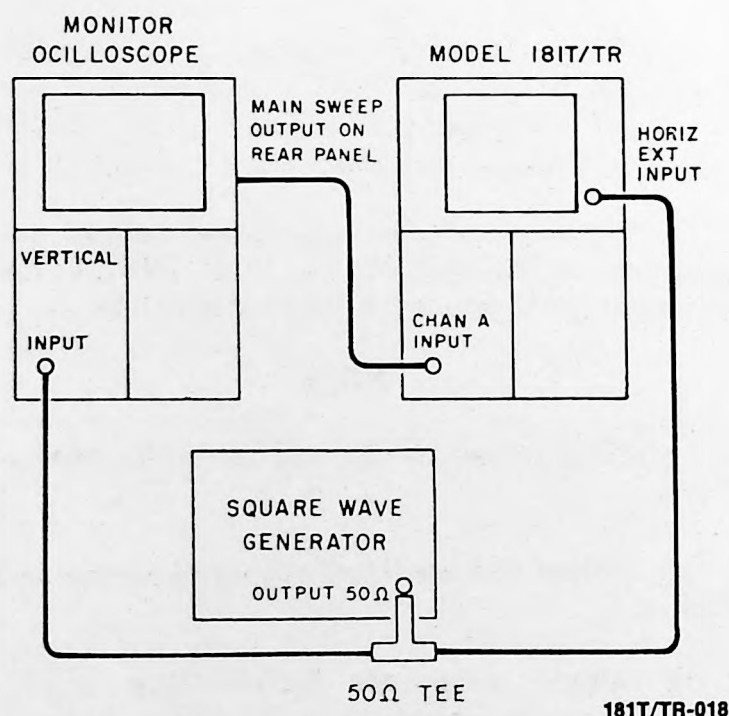 MONITOR
OCILLOSCOPE
MODEL 181T/TR
MAIN SWEEP
OUTPUT ON
REAR PANEL
HORIZ
EXT
INPUT
VERTICAL
INPUT
CHAN A
INPUT
SQUARE WAVE
GENERATOR
OUTPUT 50Ω
50Ω TEE
181T/TR-018